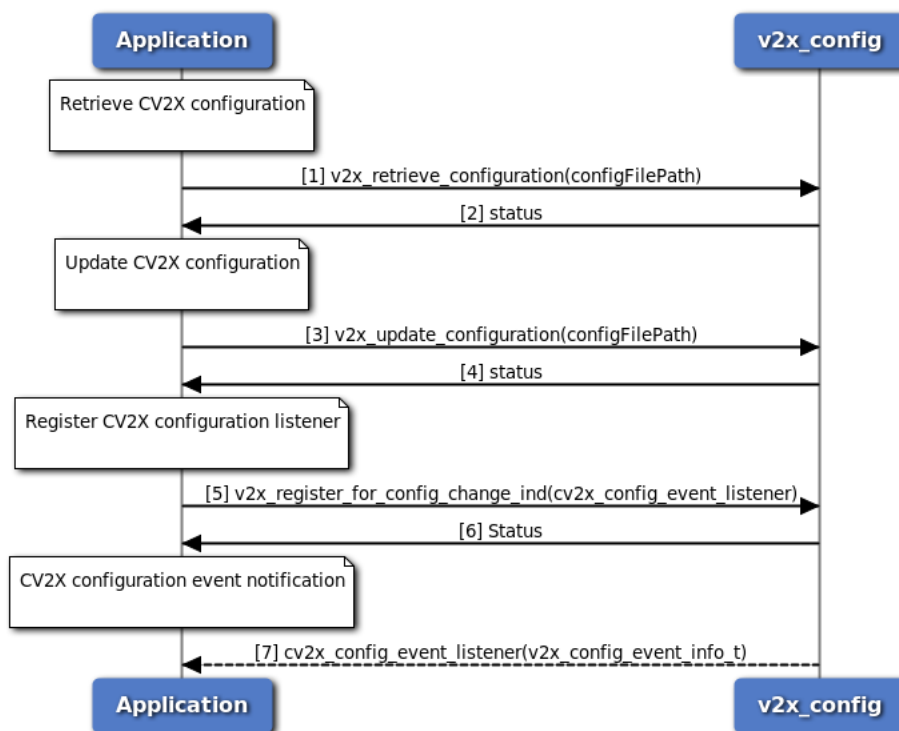 Application
v2x_config
Retrieve CV2X configuration
[1] v2x_retrieve_configuration(configFilePath)
[2] status
Update CV2X configuration
[3] v2x_update_configuration(configFilePath)
[4] status
Register CV2X configuration listener
[5] v2x_register_for_config_change_ind(cv2x_config_event_listener)
[6] Status
CV2X configuration event notification
[7] cv2x_config_event_listener(v2x_config_event_info_t)
Application
v2x_config